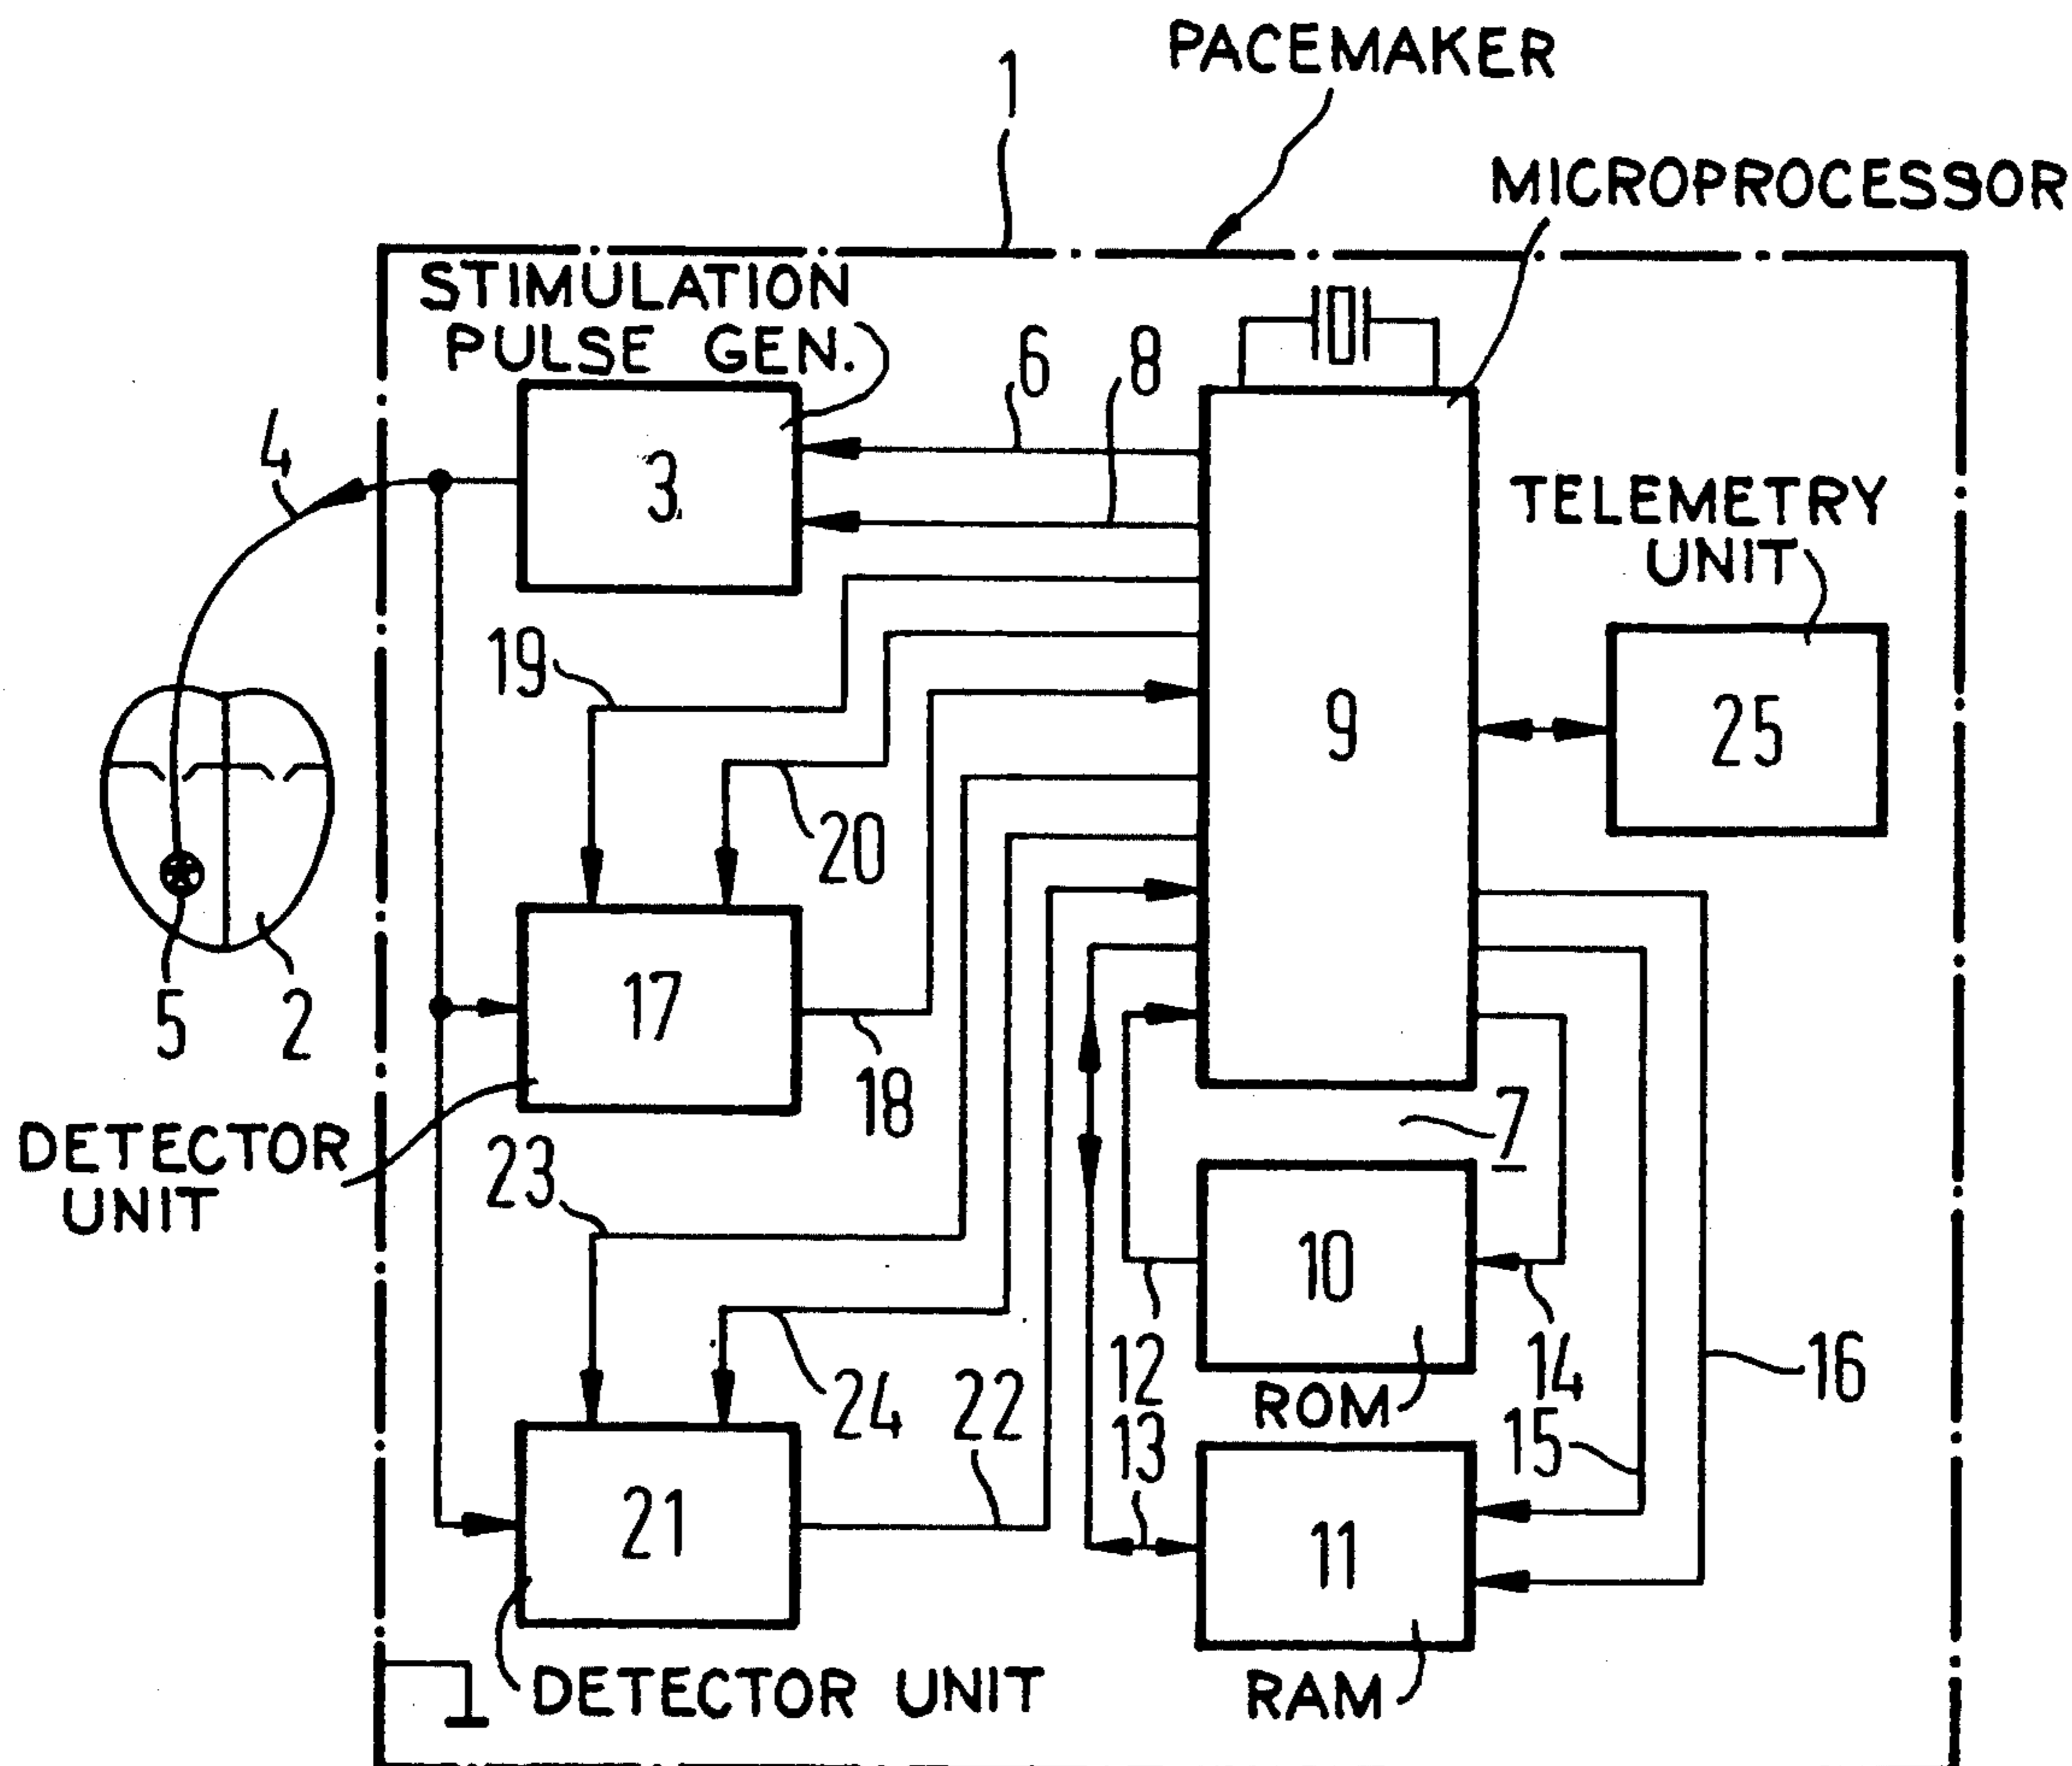 PACEMAKER
1
MICROPROCESSOR
STIMULATION
PULSE GEN.
6
8
4
3
TELEMETRY
UNIT
19
9
25
20
5
2
17
18
7
DETECTOR
UNIT
23
10
12
14
16
ROM
24
22
13
15
21
11
DETECTOR UNIT
RAM